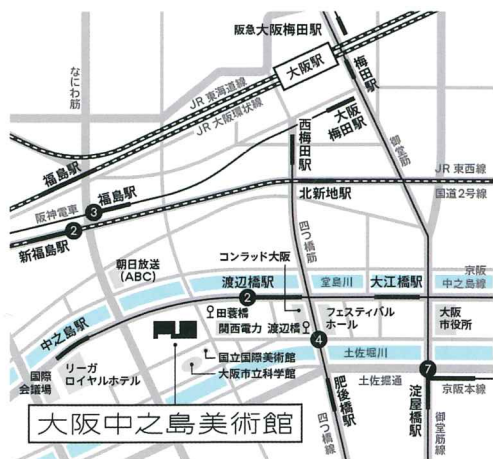 阪急大阪梅田駅
大阪駅
梅田駅
なにわ筋
JR 東海道線
JR 大阪環状線
大阪梅田駅
西梅田駅
御堂筋
福島駅
福島駅
阪神電車
3
2
新福島駅
北新地駅
JR 東西線
国道2号線
四つ橋筋
朝日放送
(ABC)
コンラッド大阪
渡辺橋駅
堂島川
大江橋駅
京阪
中之島線
2
田蓑橋
関西電力
渡辺橋
フェスティバル
ホール
大阪
市役所
中之島駅
4
国立国際美術館
大阪市立科学館
土佐堀川
国際
会議場
リーガ
ロイヤルホテル
7
土佐堀通
京阪本線
肥後橋駅
淀屋橋駅
大阪中之島美術館
四つ橋線
御堂筋線